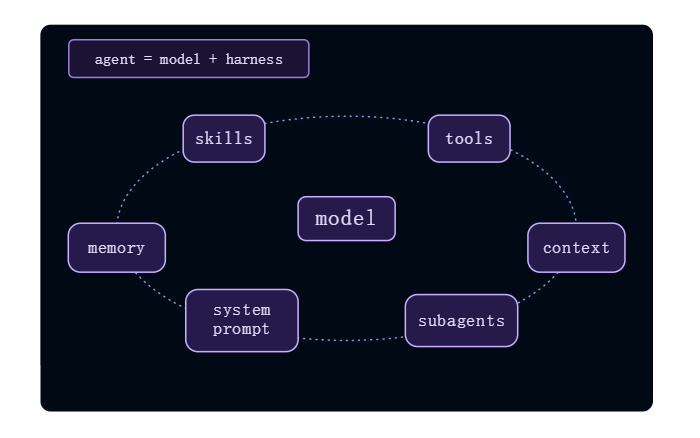 agent = model + harness
skills
tools
model
memory
context
system
prompt
subagents